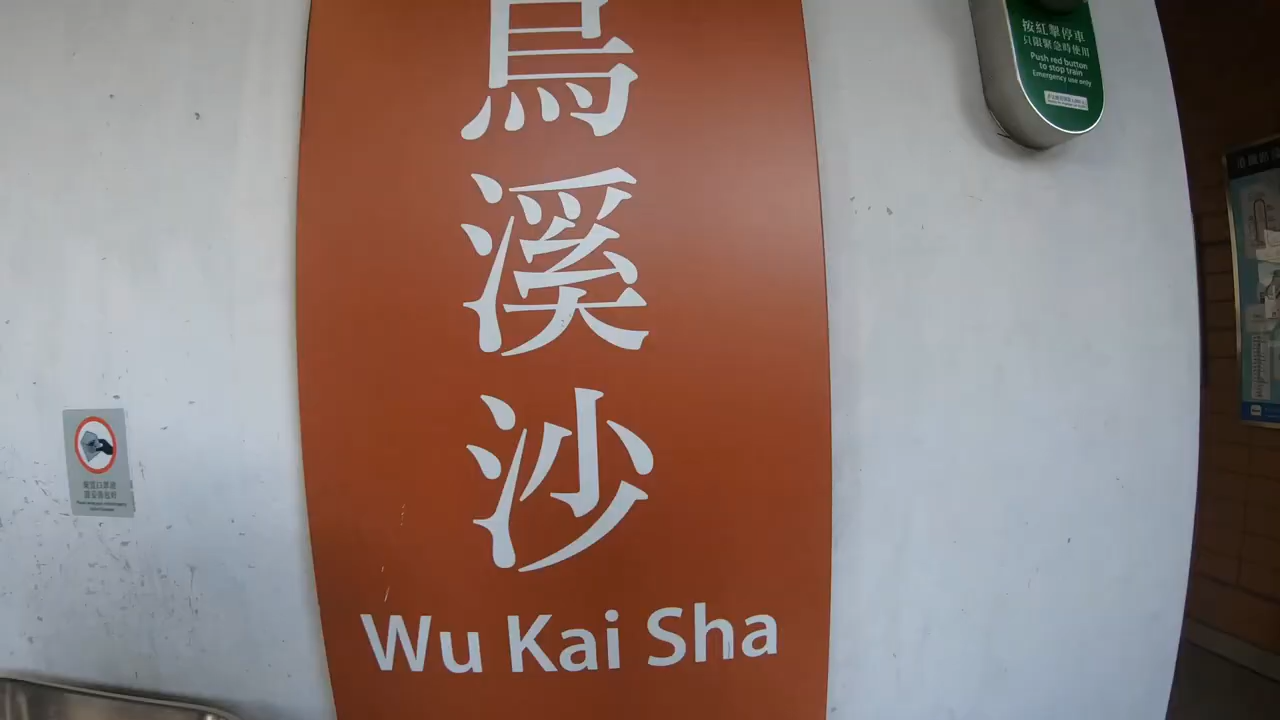 烏
溪
沙
Wu Kai Sha
按紅掣停車
只限緊急時使用
Push red button
to stop train
Emergency use only